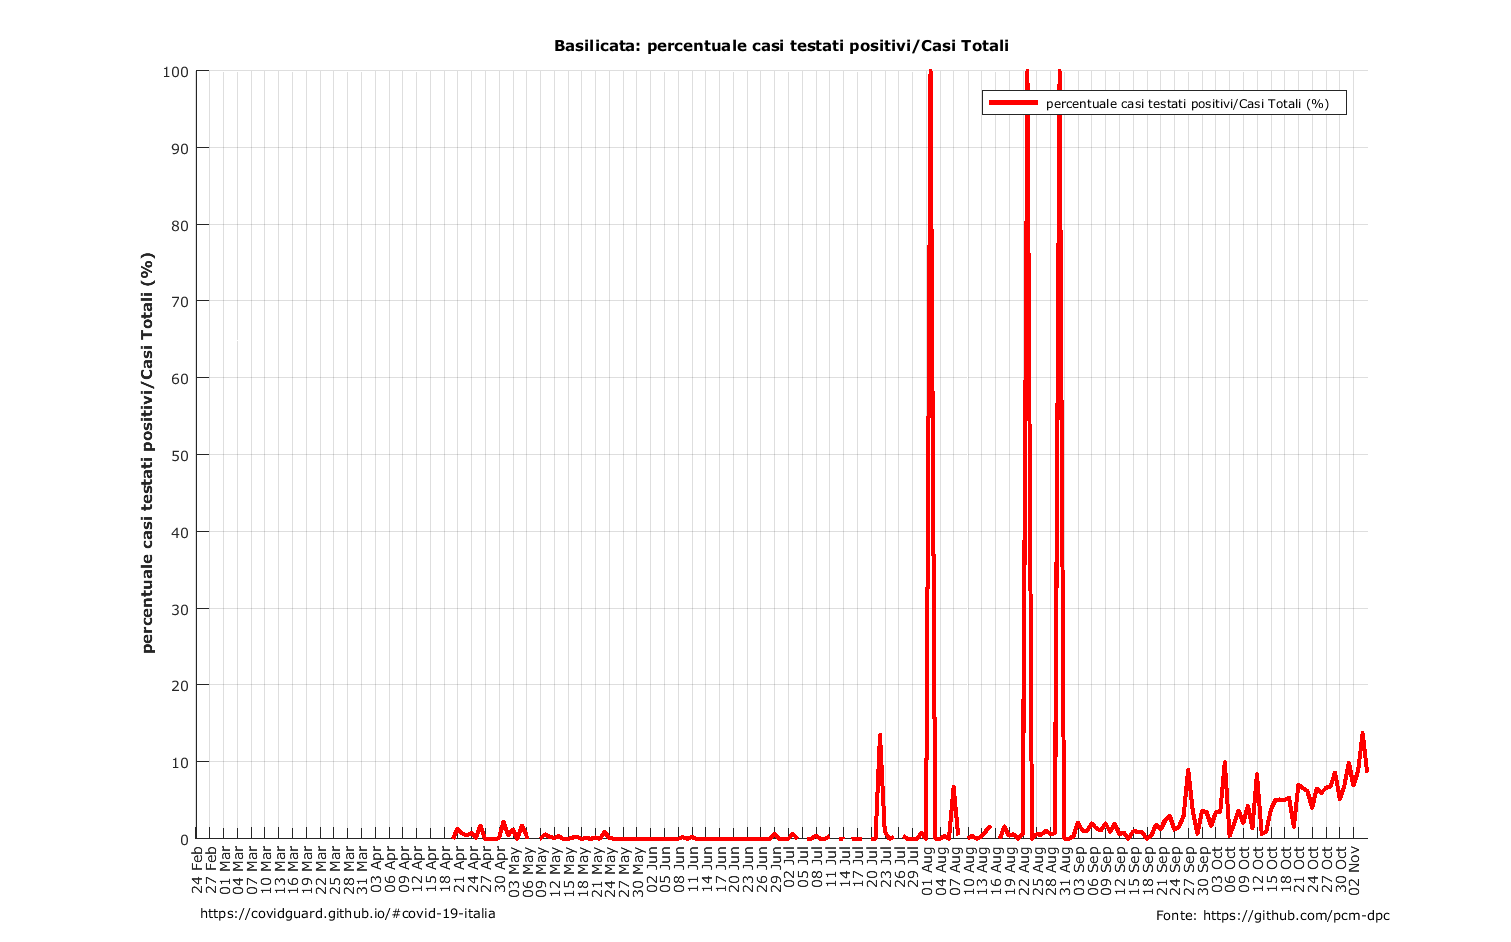 Basilicata: percentuale casi testati positivi/Casi Totali
percentuale casi testati positivi/Casi Totali (%)
percentuale casi testati positivi/Casi Totali (%)
100
90
80
70
60
50
40
30
20
10
0
24 Feb
27 Feb
01 Mar
04 Mar
07 Mar
10 Mar
13 Mar
16 Mar
19 Mar
22 Mar
25 Mar
28 Mar
31 Mar
03 Apr
06 Apr
09 Apr
12 Apr
15 Apr
18 Apr
21 Apr
24 Apr
27 Apr
30 Apr
03 May
06 May
09 May
12 May
15 May
18 May
21 May
24 May
27 May
30 May
02 Jun
05 Jun
08 Jun
11 Jun
14 Jun
17 Jun
20 Jun
23 Jun
26 Jun
29 Jun
02 Jul
05 Jul
08 Jul
11 Jul
14 Jul
17 Jul
20 Jul
23 Jul
26 Jul
29 Jul
01 Aug
04 Aug
07 Aug
10 Aug
13 Aug
16 Aug
19 Aug
22 Aug
25 Aug
28 Aug
31 Aug
03 Sep
06 Sep
09 Sep
12 Sep
15 Sep
18 Sep
21 Sep
24 Sep
27 Sep
30 Sep
03 Oct
06 Oct
09 Oct
12 Oct
15 Oct
18 Oct
21 Oct
24 Oct
27 Oct
30 Oct
02 Nov
https://covidguard.github.io/#covid-19-italia
Fonte: https://github.com/pcm-dpc